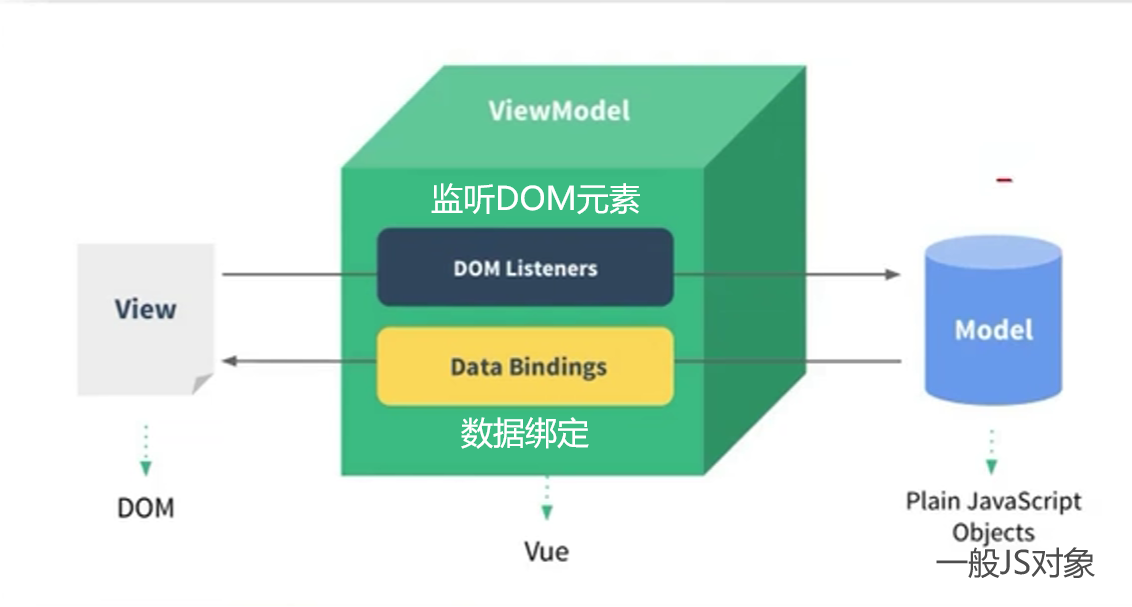 ViewModel
监听DOM元素
DOM Listeners
View
Model
Data Bindings
数据绑定
DOM
Vue
Plain JavaScript
Objects
一般JS对象